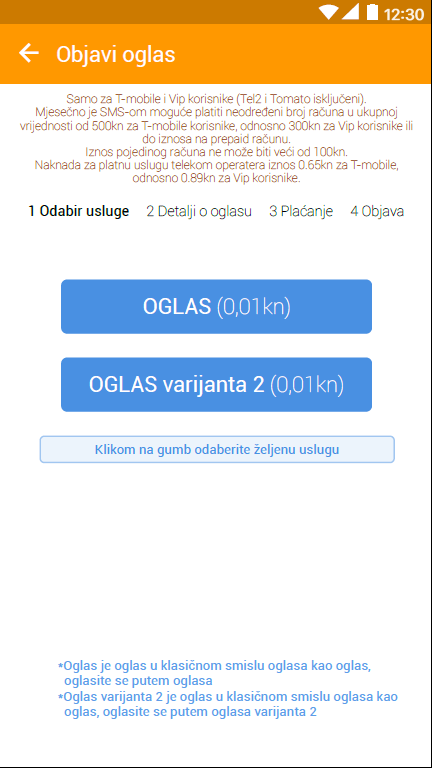 12:30
Objavi oglas
Samo za T-mobile i Vip korisnike (Tel2 i Tomato isključeni).
Mjesečno je SMS-om moguće platiti neodređeni broj računa u ukupnoj
vrijednosti od 500kn za T-mobile korisnike, odnosno 300kn za Vip korisnike ili
do iznosa na prepaid računu.
Iznos pojedinog računa ne može biti veći od 100kn.
Naknada za platnu uslugu telekom operatera iznos 0.65kn za T-mobile,
odnosno 0.89kn za Vip korisnike.
1 Odabir usluge 2 Detalji o oglasu 3 Plaćanje 4 Objava
OGLAS (0,01kn)
OGLAS varijanta 2 (0,01kn)
Klikom na gumb odaberite željenu uslugu
*Oglas je oglas u klasičnom smislu oglasa kao oglas,
oglasite se putem oglasa
*Oglas varijanta 2 je oglas u klasičnom smislu oglasa kao
oglas, oglasite se putem oglasa varijanta 2